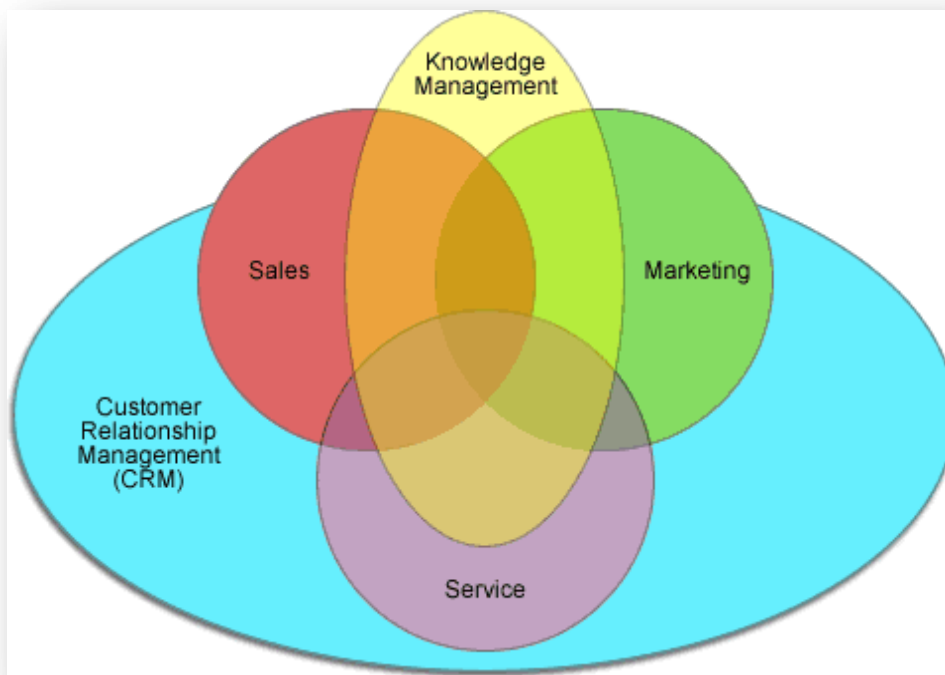 Knowledge
Management
Sales
Marketing
Customer
Relationship
Management
(CRM)
Service